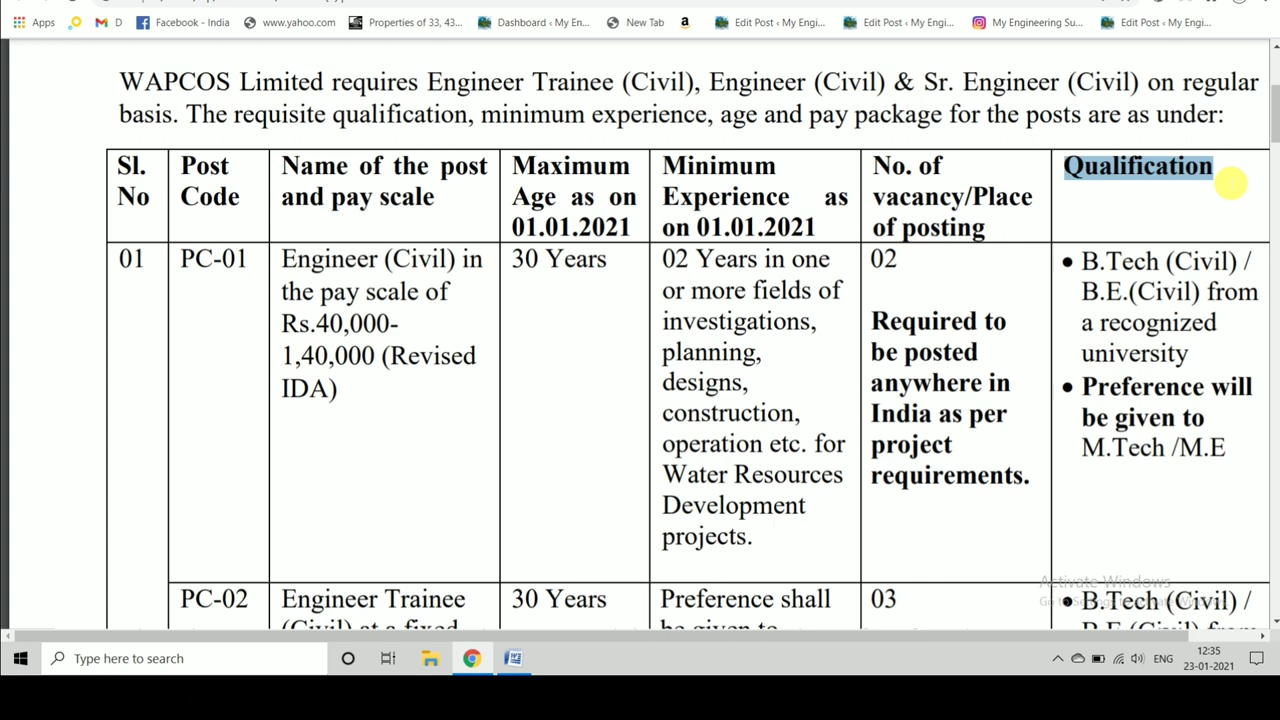 Apps
D
Facebook - India
www.yahoo.com
Properties of 33, 43...
Dashboard ‹ My En...
New Tab
a
Edit Post ‹ My Engi...
Edit Post ‹ My Engi...
My Engineering Su...
Edit Post ‹ My Engi...
WAPCOS Limited requires Engineer Trainee (Civil), Engineer (Civil) & Sr. Engineer (Civil) on regular
basis. The requisite qualification, minimum experience, age and pay package for the posts are as under:
Sl.
No
Post
Code
Name of the post
and pay scale
Maximum
Age as on
01.01.2021
Minimum
Experience as
on 01.01.2021
No. of
vacancy/Place
of posting
Qualification
01
PC-01
Engineer (Civil) in
the pay scale of
Rs.40,000-
1,40,000 (Revised
IDA)
30 Years
02 Years in one
or more fields of
investigations,
planning,
designs,
construction,
operation etc. for
Water Resources
Development
projects.
02
Required to
be posted
anywhere in
India as per
project
requirements.
• B.Tech (Civil) /
B.E.(Civil) from
a recognized
university
• Preference will
be given to
M.Tech /M.E
PC-02
Engineer Trainee
(Civil) at a fixed
30 Years
Preference shall
be given to
03
• B.Tech (Civil) /
B.E.(Civil) from
Activate Windows
Type here to search
ENG
12:35
23-01-2021